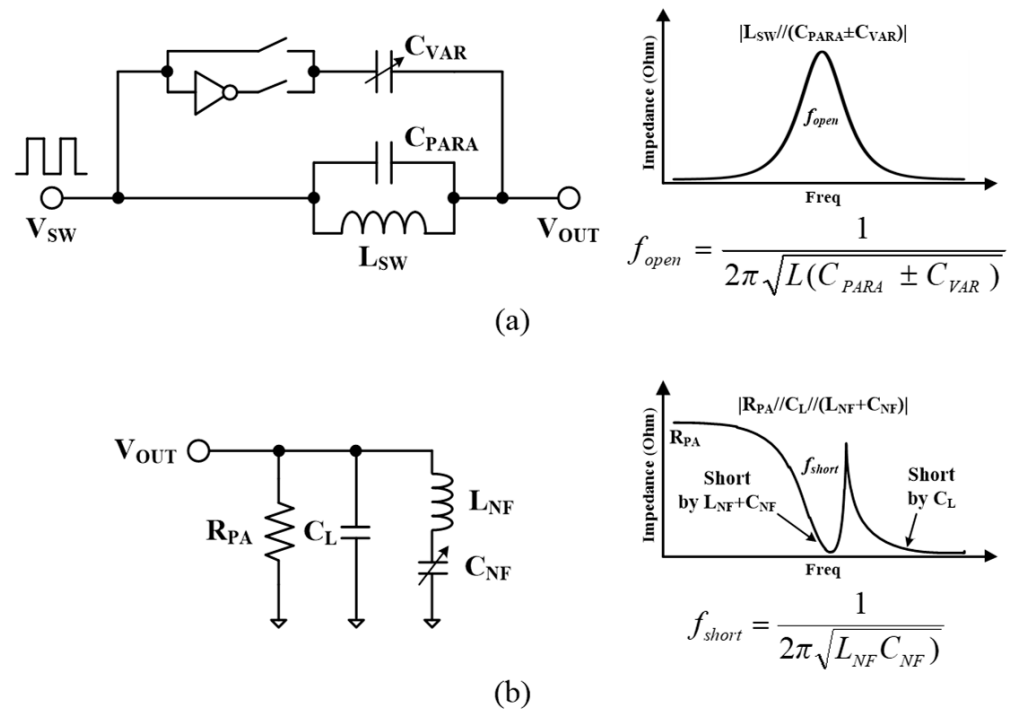 C_VAR
C_PARA
V_SW
L_SW
V_OUT
|L_SW//(C_PARA±C_VAR)|
Impedance (Ohm)
f_open
Freq
f_open = 1 / 2π√L(C_PARA ± C_VAR)
(a)
V_OUT
R_PA
C_L
L_NF
C_NF
|R_PA//C_L//(L_NF+C_NF)|
Impedance (Ohm)
R_PA
f_short
Short
by L_NF+C_NF
Short
by C_L
Freq
f_short = 1 / 2π√L_NF C_NF)
(b)